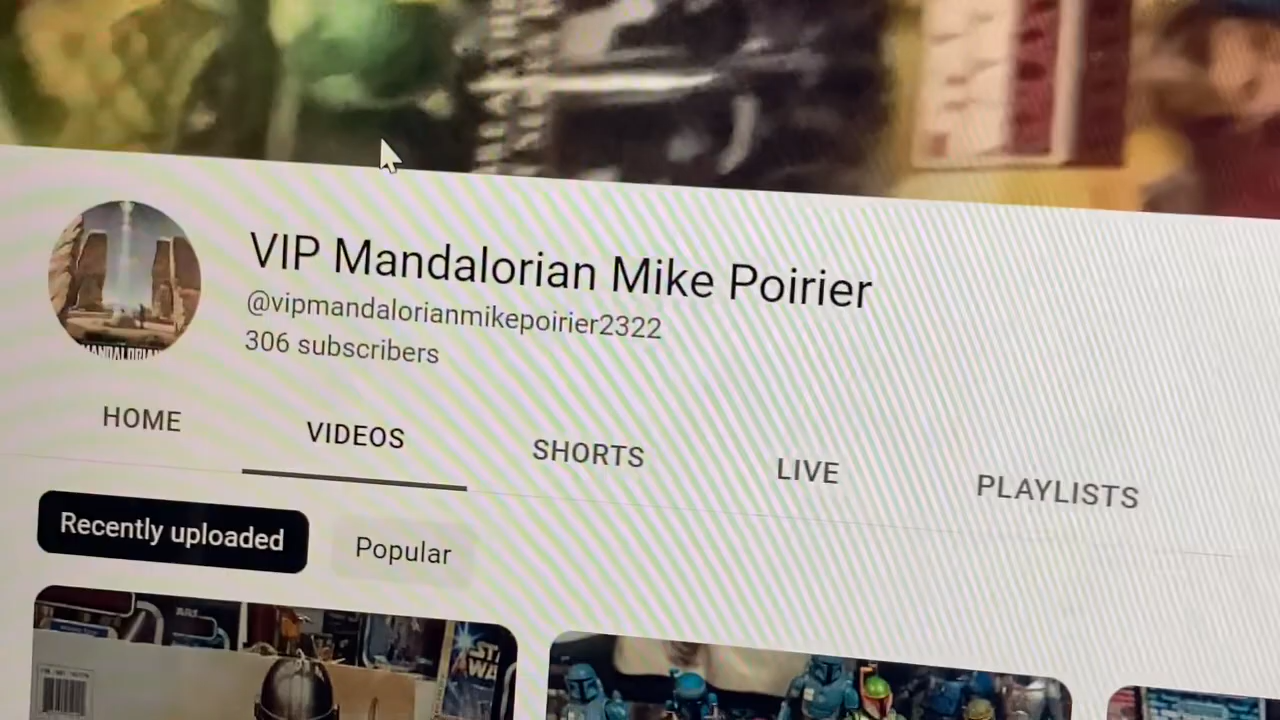 VIP Mandalorian Mike Poirier
@vipmandalorianmikepoirier2322
306 subscribers
HOME VIDEOS SHORTS LIVE PLAYLISTS
Recently uploaded Popular